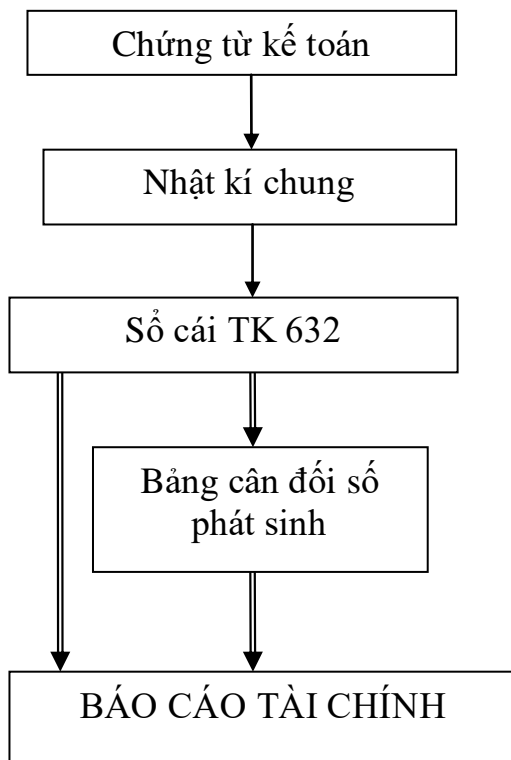 Chứng từ kế toán
Nhật kí chung
Sổ cái TK 632
Bảng cân đối số
phát sinh
BÁO CÁO TÀI CHÍNH